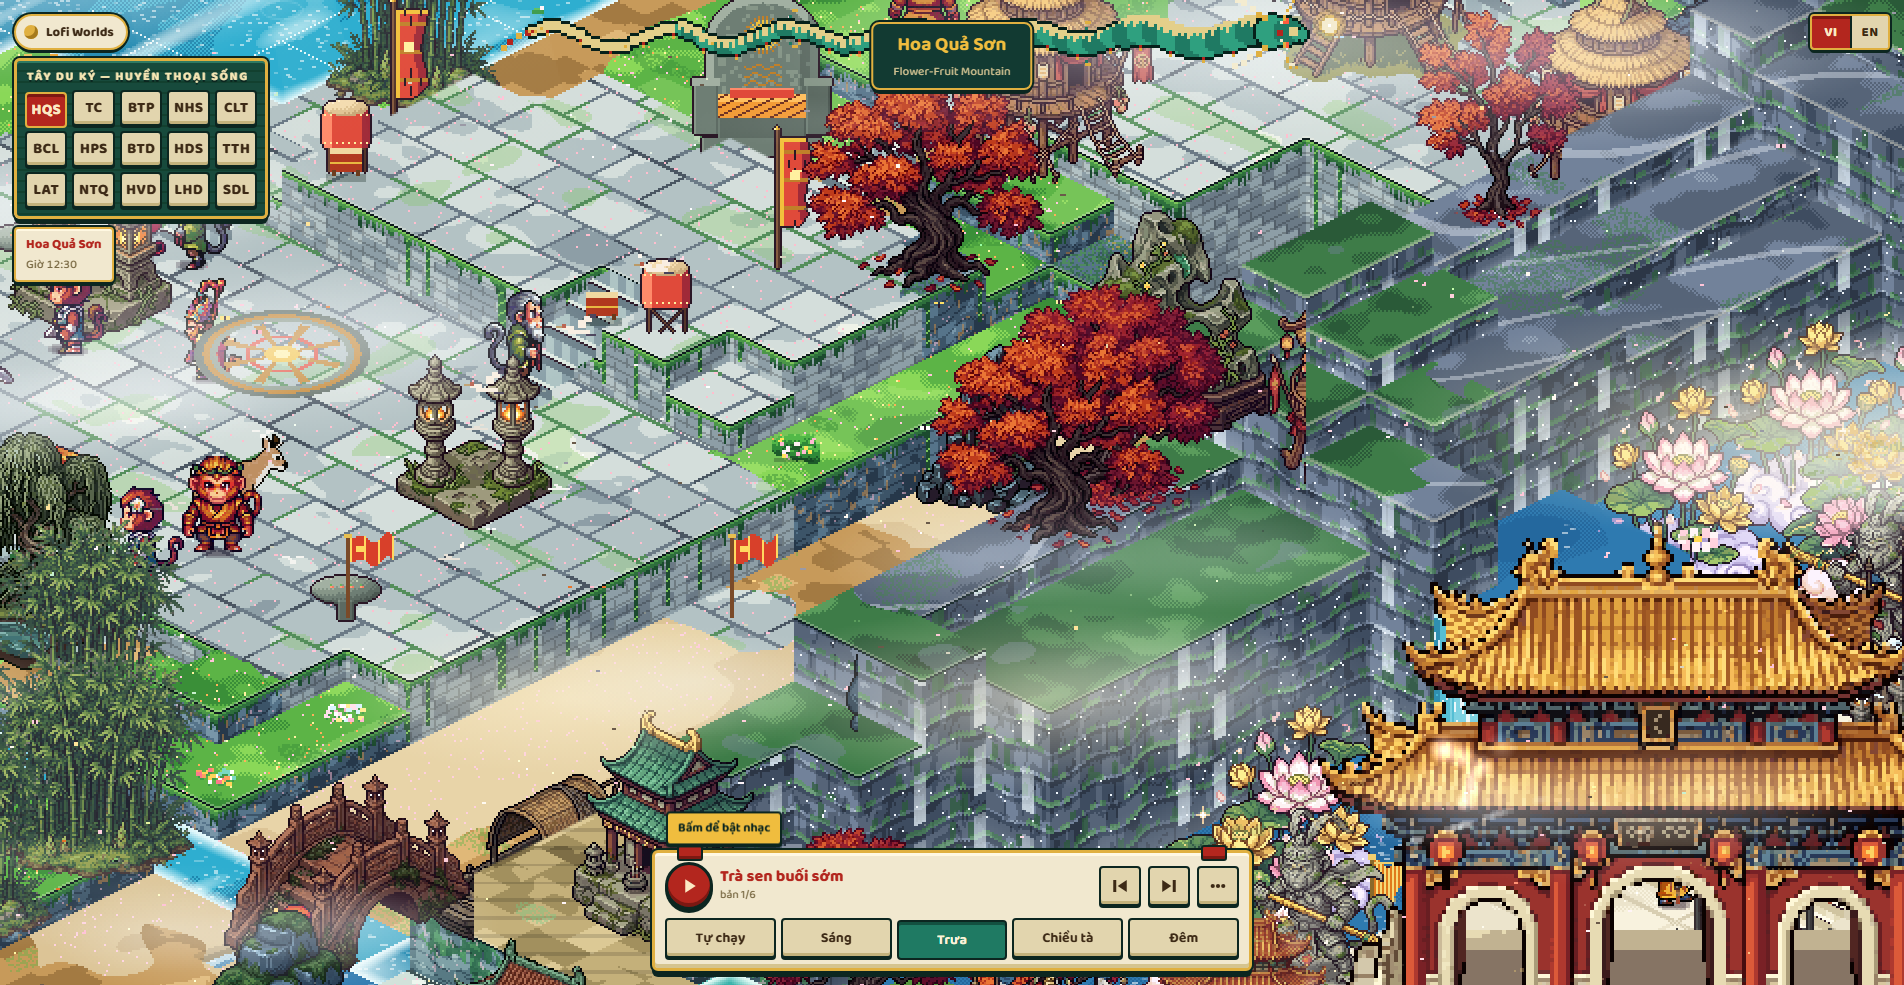 Lofi Worlds
TÂY DU KÝ — HUYỀN THOẠI SỐNG
HQS TC BTP NHS CLT
BCL HPS BTD HDS TTH
LAT NTQ HVD LHD SDL
Hoa Quả Sơn
Giờ 12:30
Hoa Quả Sơn
Flower-Fruit Mountain
VI EN
Bấm để bật nhạc
Trà sen buổi sớm
bản 1/6
Tự chạy Sáng Trưa Chiều tà Đêm